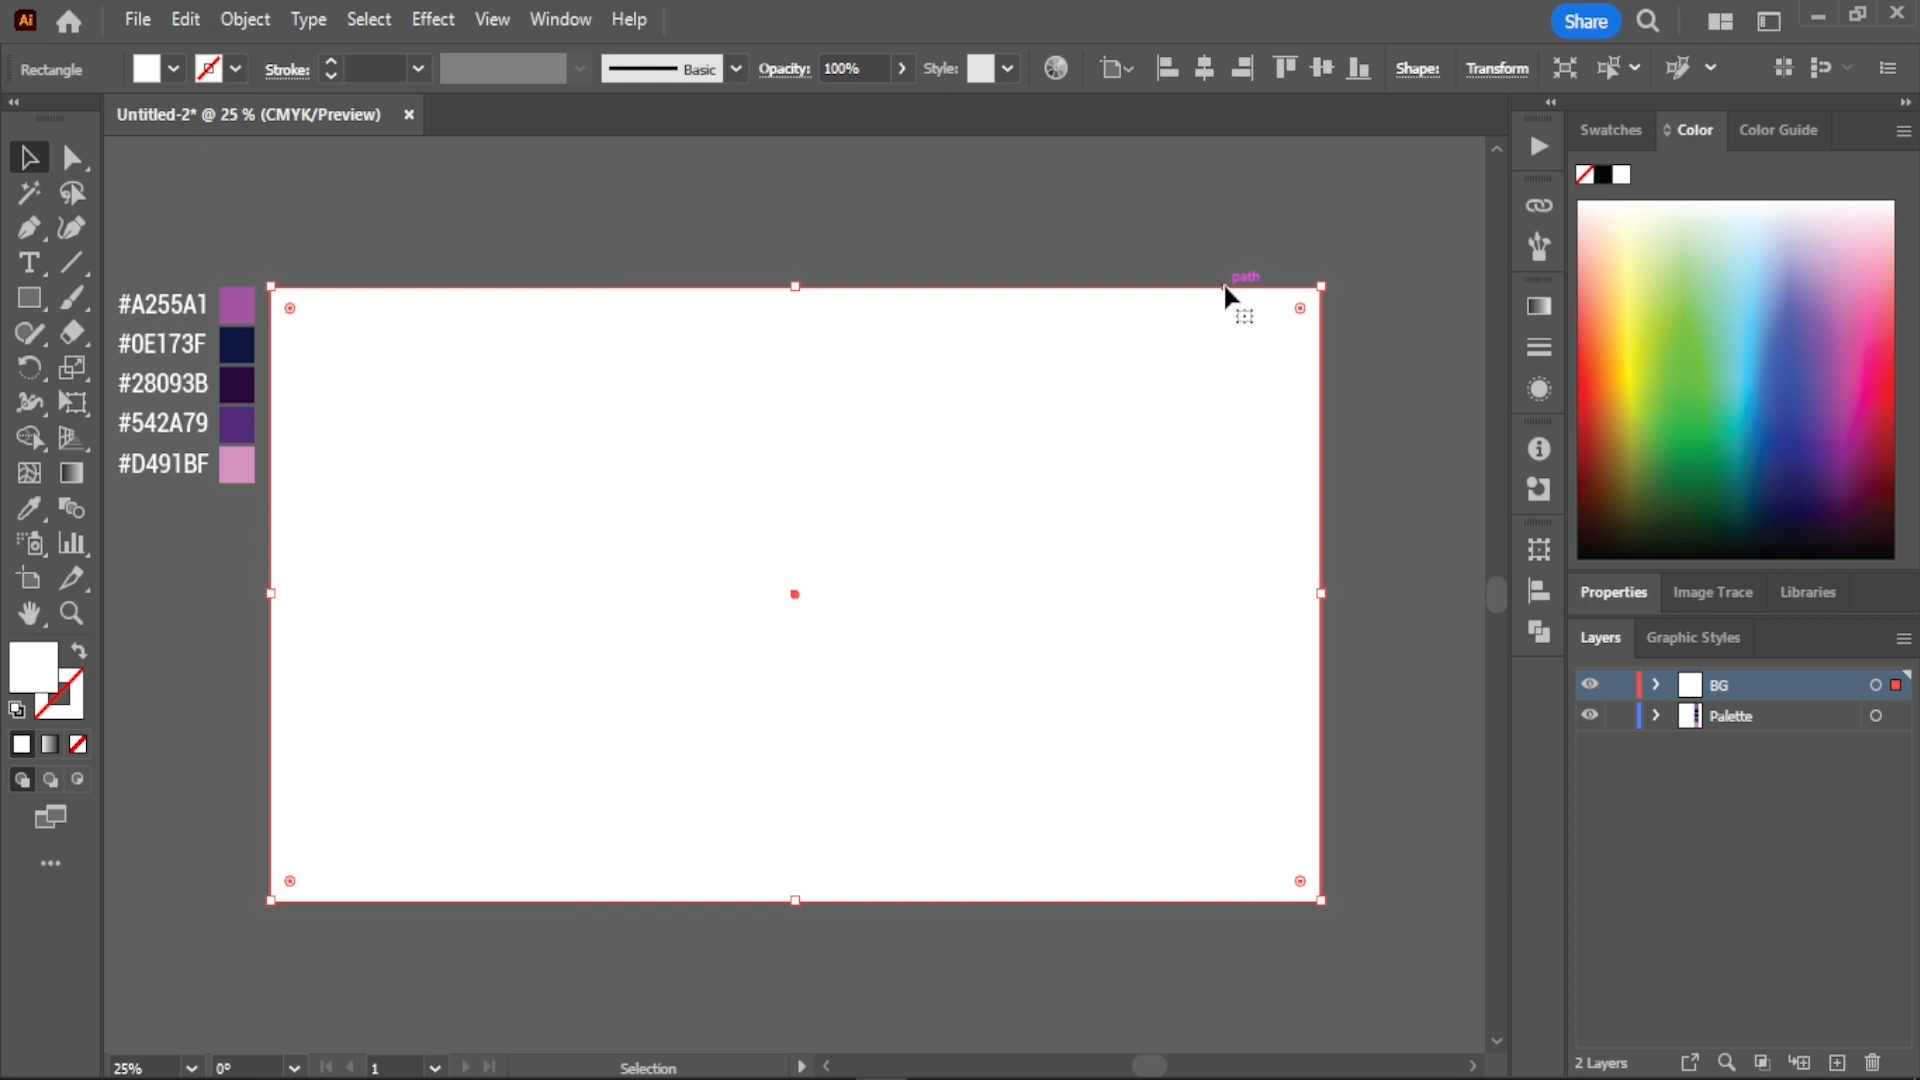 Ai File Edit Object Type Select Effect View Window Help Share
Rectangle Stroke: Basic Opacity: 100% Style: Shape: Transform
Untitled-2* @ 25 % (CMYK/Preview) ×
Swatches Color Color Guide
path
#A255A1
#0E173F
#28093B
#542A79
#D491BF
T
Properties Image Trace Libraries
Layers Graphic Styles
BG
Palette
25% 0° 1 Selection
2 Layers